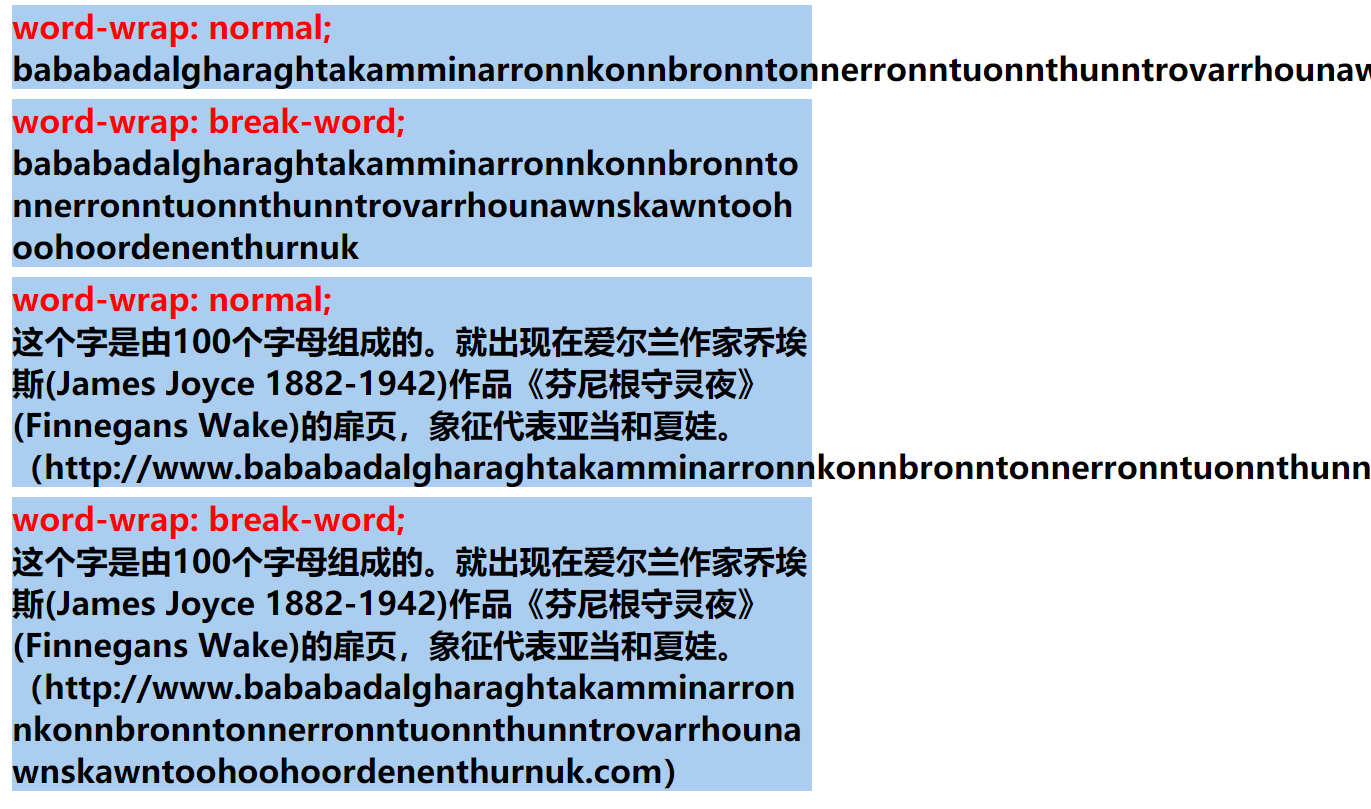 word-wrap: normal;
bababadalgharaghtakamminarronnkonnbronntonnerronntuonnthunntrovarrhounaw
word-wrap: break-word;
bababadalgharaghtakamminarronnkonnbronnto
nnerronntuonnthunntrovarrhounawnskawntooh
oohoordenenthurnuk
word-wrap: normal;
这个字是由100个字母组成的。就出现在爱尔兰作家乔埃
斯(James Joyce 1882-1942)作品《芬尼根守灵夜》
(Finnegans Wake)的扉页，象征代表亚当和夏娃。
（http://www.bababadalgharaghtakamminarronnkonnbronntonnerronntuonnthunn
word-wrap: break-word;
这个字是由100个字母组成的。就出现在爱尔兰作家乔埃
斯(James Joyce 1882-1942)作品《芬尼根守灵夜》
(Finnegans Wake)的扉页，象征代表亚当和夏娃。
（http://www.bababadalgharaghtakamminarron
nkonnbronntonnerronntuonnthunntrovarrhouna
wnskawntoohoohoordenenthurnuk.com）